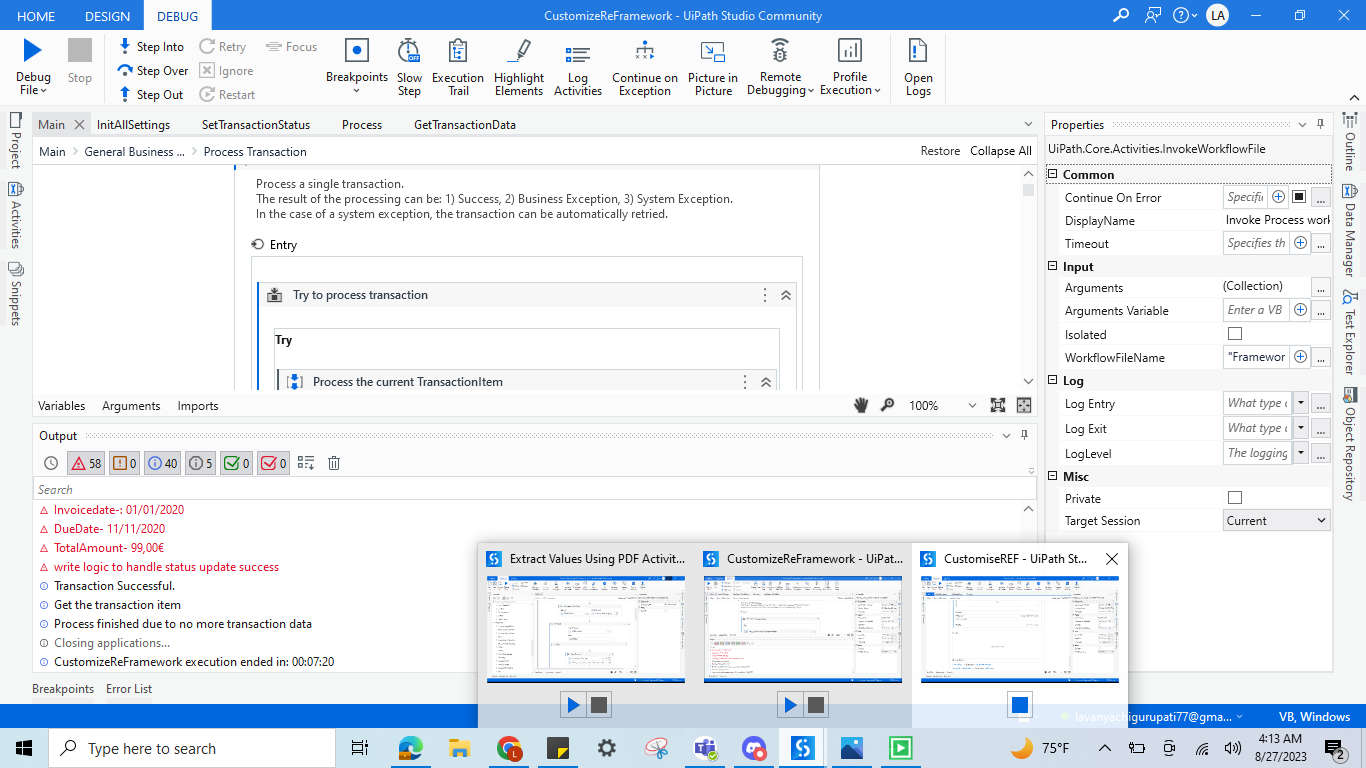 HOME DESIGN DEBUG CustomizeReFramework - UiPath Studio Community LA
Debug File Stop Step Into Step Over Step Out Retry Ignore Restart Focus Breakpoints Slow Step Execution Trail Highlight Elements Log Activities Continue on Exception Picture in Picture Remote Debugging Profile Execution Open Logs
Main InitAllSettings SetTransactionStatus Process GetTransactionData
Main General Business ... Process Transaction Restore Collapse All
Project
Activities
Snippets
Process a single transaction.
The result of the processing can be: 1) Success, 2) Business Exception, 3) System Exception.
In the case of a system exception, the transaction can be automatically retried.
Entry
Try to process transaction
Try
Process the current TransactionItem
Variables Arguments Imports 100%
Output
58 0 40 5 0 0
Search
Invoicedate-: 01/01/2020
DueDate- 11/11/2020
TotalAmount- 99,00€
write logic to handle status update success
Transaction Successful.
Get the transaction item
Process finished due to no more transaction data
Closing applications...
CustomizeReFramework execution ended in: 00:07:20
Breakpoints Error List
Properties
UiPath.Core.Activities.InvokeWorkflowFile
Common
Continue On Error Specifi ...
DisplayName Invoke Process work
Timeout Specifies th ...
Input
Arguments (Collection) ...
Arguments Variable Enter a VB ...
Isolated
WorkflowFileName "Framewor ...
Log
Log Entry What type ...
Log Exit What type ...
LogLevel The logging ...
Misc
Private
Target Session Current
Outline
Data Manager
Test Explorer
Object Repository
Extract Values Using PDF Activit... CustomizeReFramework - UiPat... CustomiseREF - UiPath St...
lavanyachigurupati77@gma... VB, Windows
Type here to search 75°F 4:13 AM
8/27/2023 2